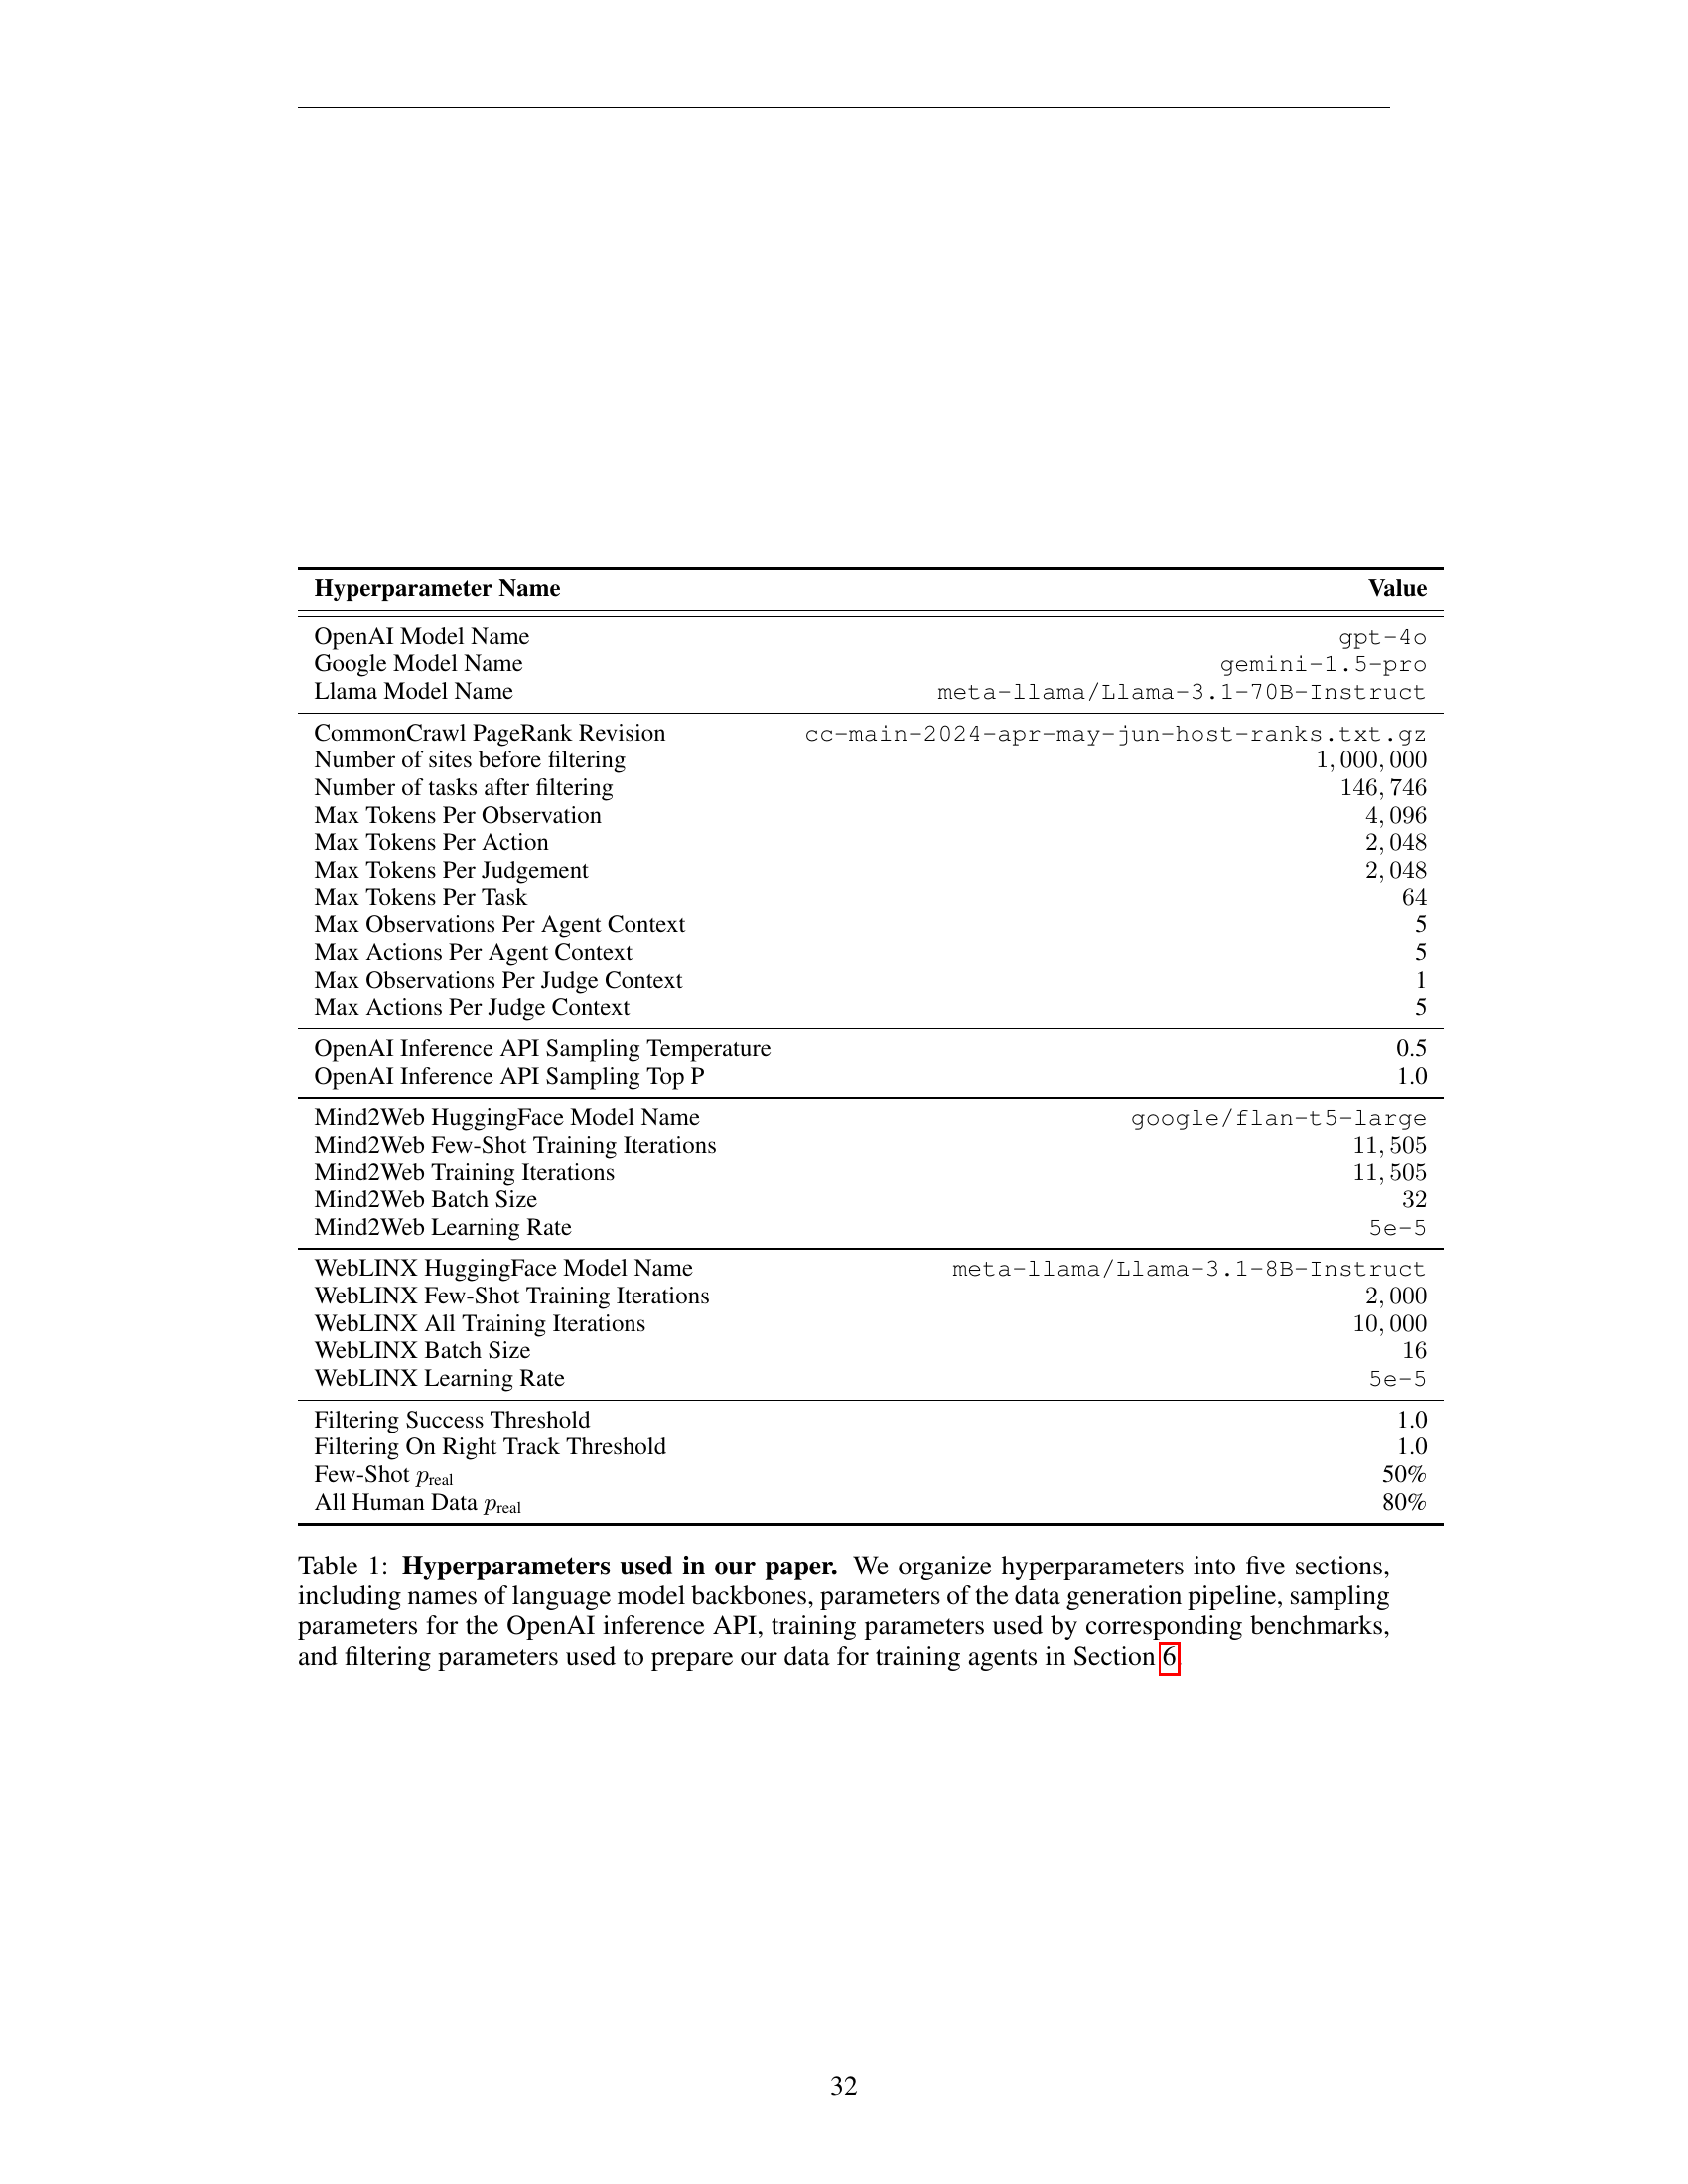 Hyperparameter Name Value
OpenAI Model Name gpt-4o
Google Model Name gemini-1.5-pro
Llama Model Name meta-llama/Llama-3.1-70B-Instruct
CommonCrawl PageRank Revision cc-main-2024-apr-may-jun-host-ranks.txt.gz
Number of sites before filtering 1,000,000
Number of tasks after filtering 146,746
Max Tokens Per Observation 4,096
Max Tokens Per Action 2,048
Max Tokens Per Judgement 2,048
Max Tokens Per Task 64
Max Observations Per Agent Context 5
Max Actions Per Agent Context 5
Max Observations Per Judge Context 1
Max Actions Per Judge Context 5
OpenAI Inference API Sampling Temperature 0.5
OpenAI Inference API Sampling Top P 1.0
Mind2Web HuggingFace Model Name google/flan-t5-large
Mind2Web Few-Shot Training Iterations 11,505
Mind2Web Training Iterations 11,505
Mind2Web Batch Size 32
Mind2Web Learning Rate 5e-5
WebLINX HuggingFace Model Name meta-llama/Llama-3.1-8B-Instruct
WebLINX Few-Shot Training Iterations 2,000
WebLINX All Training Iterations 10,000
WebLINX Batch Size 16
WebLINX Learning Rate 5e-5
Filtering Success Threshold 1.0
Filtering On Right Track Threshold 1.0
Few-Shot p_real 50%
All Human Data p_real 80%
Table 1: Hyperparameters used in our paper. We organize hyperparameters into five sections,
including names of language model backbones, parameters of the data generation pipeline, sampling
parameters for the OpenAI inference API, training parameters used by corresponding benchmarks,
and filtering parameters used to prepare our data for training agents in Section 6
32